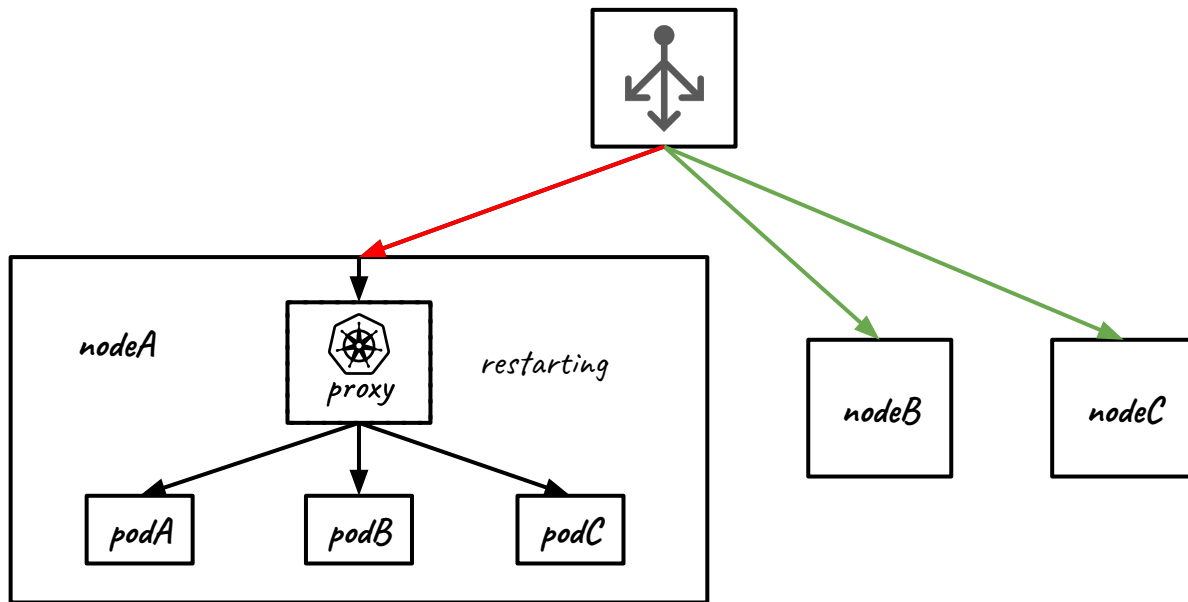 nodeA
proxy
restarting
podA
podB
podC
nodeB
nodeC